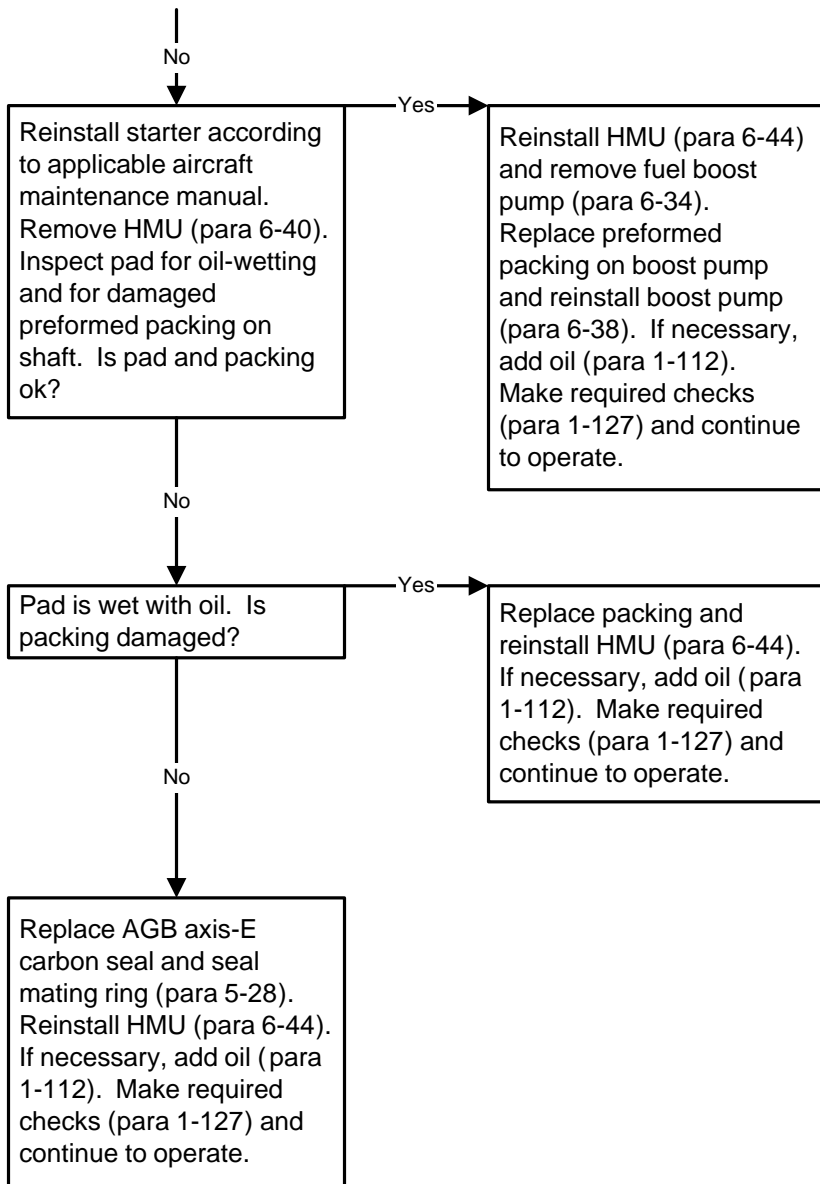 No
Reinstall starter according
to applicable aircraft
maintenance manual.
Remove HMU (para 6-40).
Inspect pad for oil-wetting
and for damaged
preformed packing on
shaft. Is pad and packing
ok?
Yes
Reinstall HMU (para 6-44)
and remove fuel boost
pump (para 6-34).
Replace preformed
packing on boost pump
and reinstall boost pump
(para 6-38). If necessary,
add oil (para 1-112).
Make required checks
(para 1-127) and continue
to operate.
No
Pad is wet with oil. Is
packing damaged?
Yes
Replace packing and
reinstall HMU (para 6-44).
If necessary, add oil (para
1-112). Make required
checks (para 1-127) and
continue to operate.
No
Replace AGB axis-E
carbon seal and seal
mating ring (para 5-28).
Reinstall HMU (para 6-44).
If necessary, add oil (para
1-112). Make required
checks (para 1-127) and
continue to operate.